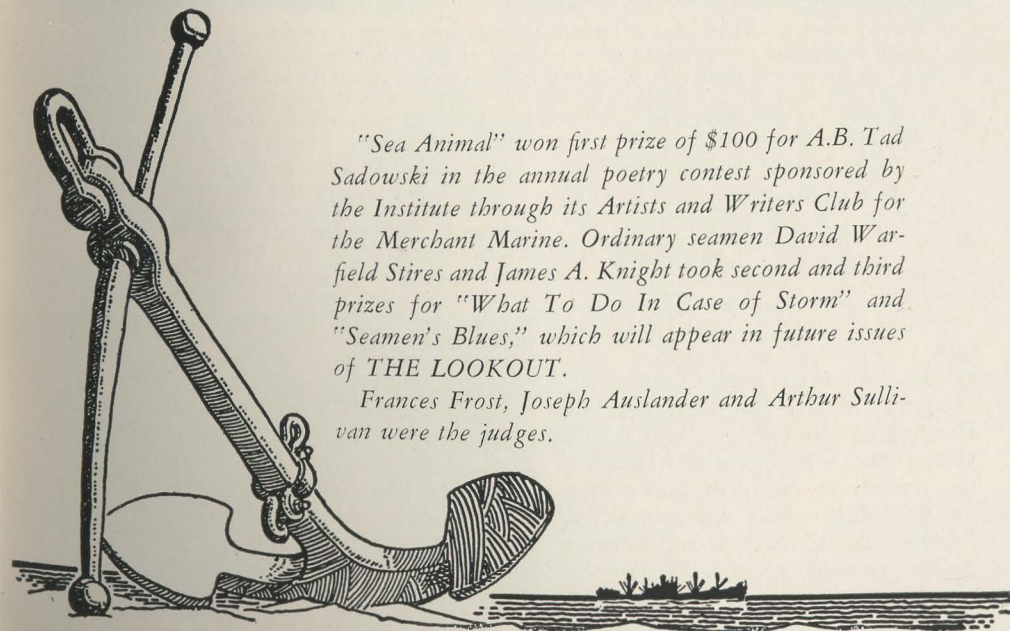 "Sea Animal" won first prize of $100 for A.B. Tad
Sadowski in the annual poetry contest sponsored by
the Institute through its Artists and Writers Club for
the Merchant Marine. Ordinary seamen David War-
field Stires and James A. Knight took second and third
prizes for "What To Do In Case of Storm" and
"Seamen's Blues," which will appear in future issues
of THE LOOKOUT.
Frances Frost, Joseph Auslander and Arthur Sulli-
van were the judges.